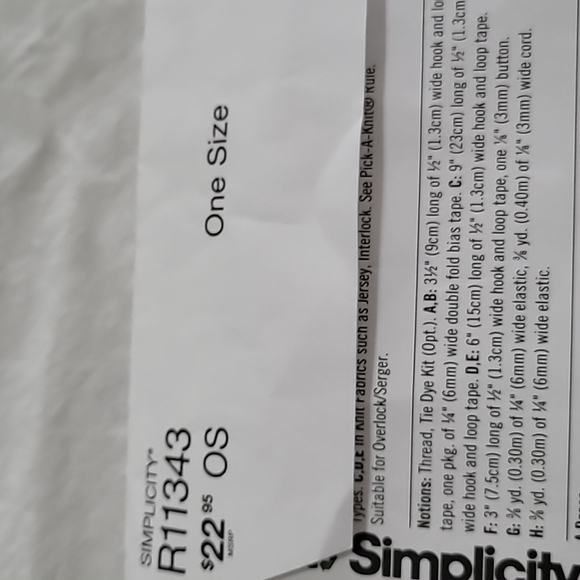 SIMPLICITY®
R11343
$22.95 OS One Size
MSRP
Types: C,D,E in Knit Fabrics such as Jersey, Interlock. See Pick-A-Knit® Rule.
Suitable for Overlock/Serger.
Notions: Thread, Tie Dye Kit (Opt.). A,B: 3½" (9cm) long of ½" (1.3cm) wide hook and lo
tape, one pkg. of ¼" (6mm) wide double fold bias tape. C: 9" (23cm) long of ½" (1.3cm
wide hook and loop tape. D,E: 6" (15cm) long of ½" (1.3cm) wide hook and loop tape.
F: 3" (7.5cm) long of ½" (1.3cm) wide hook and loop tape, one ⅛" (3mm) button.
G: ⅜ yd. (0.30m) of ¼" (6mm) wide elastic, ⅜ yd. (0.40m) of ⅛" (3mm) wide cord.
H: ⅜ yd. (0.30m) of ¼" (6mm) wide elastic.
Simplicity